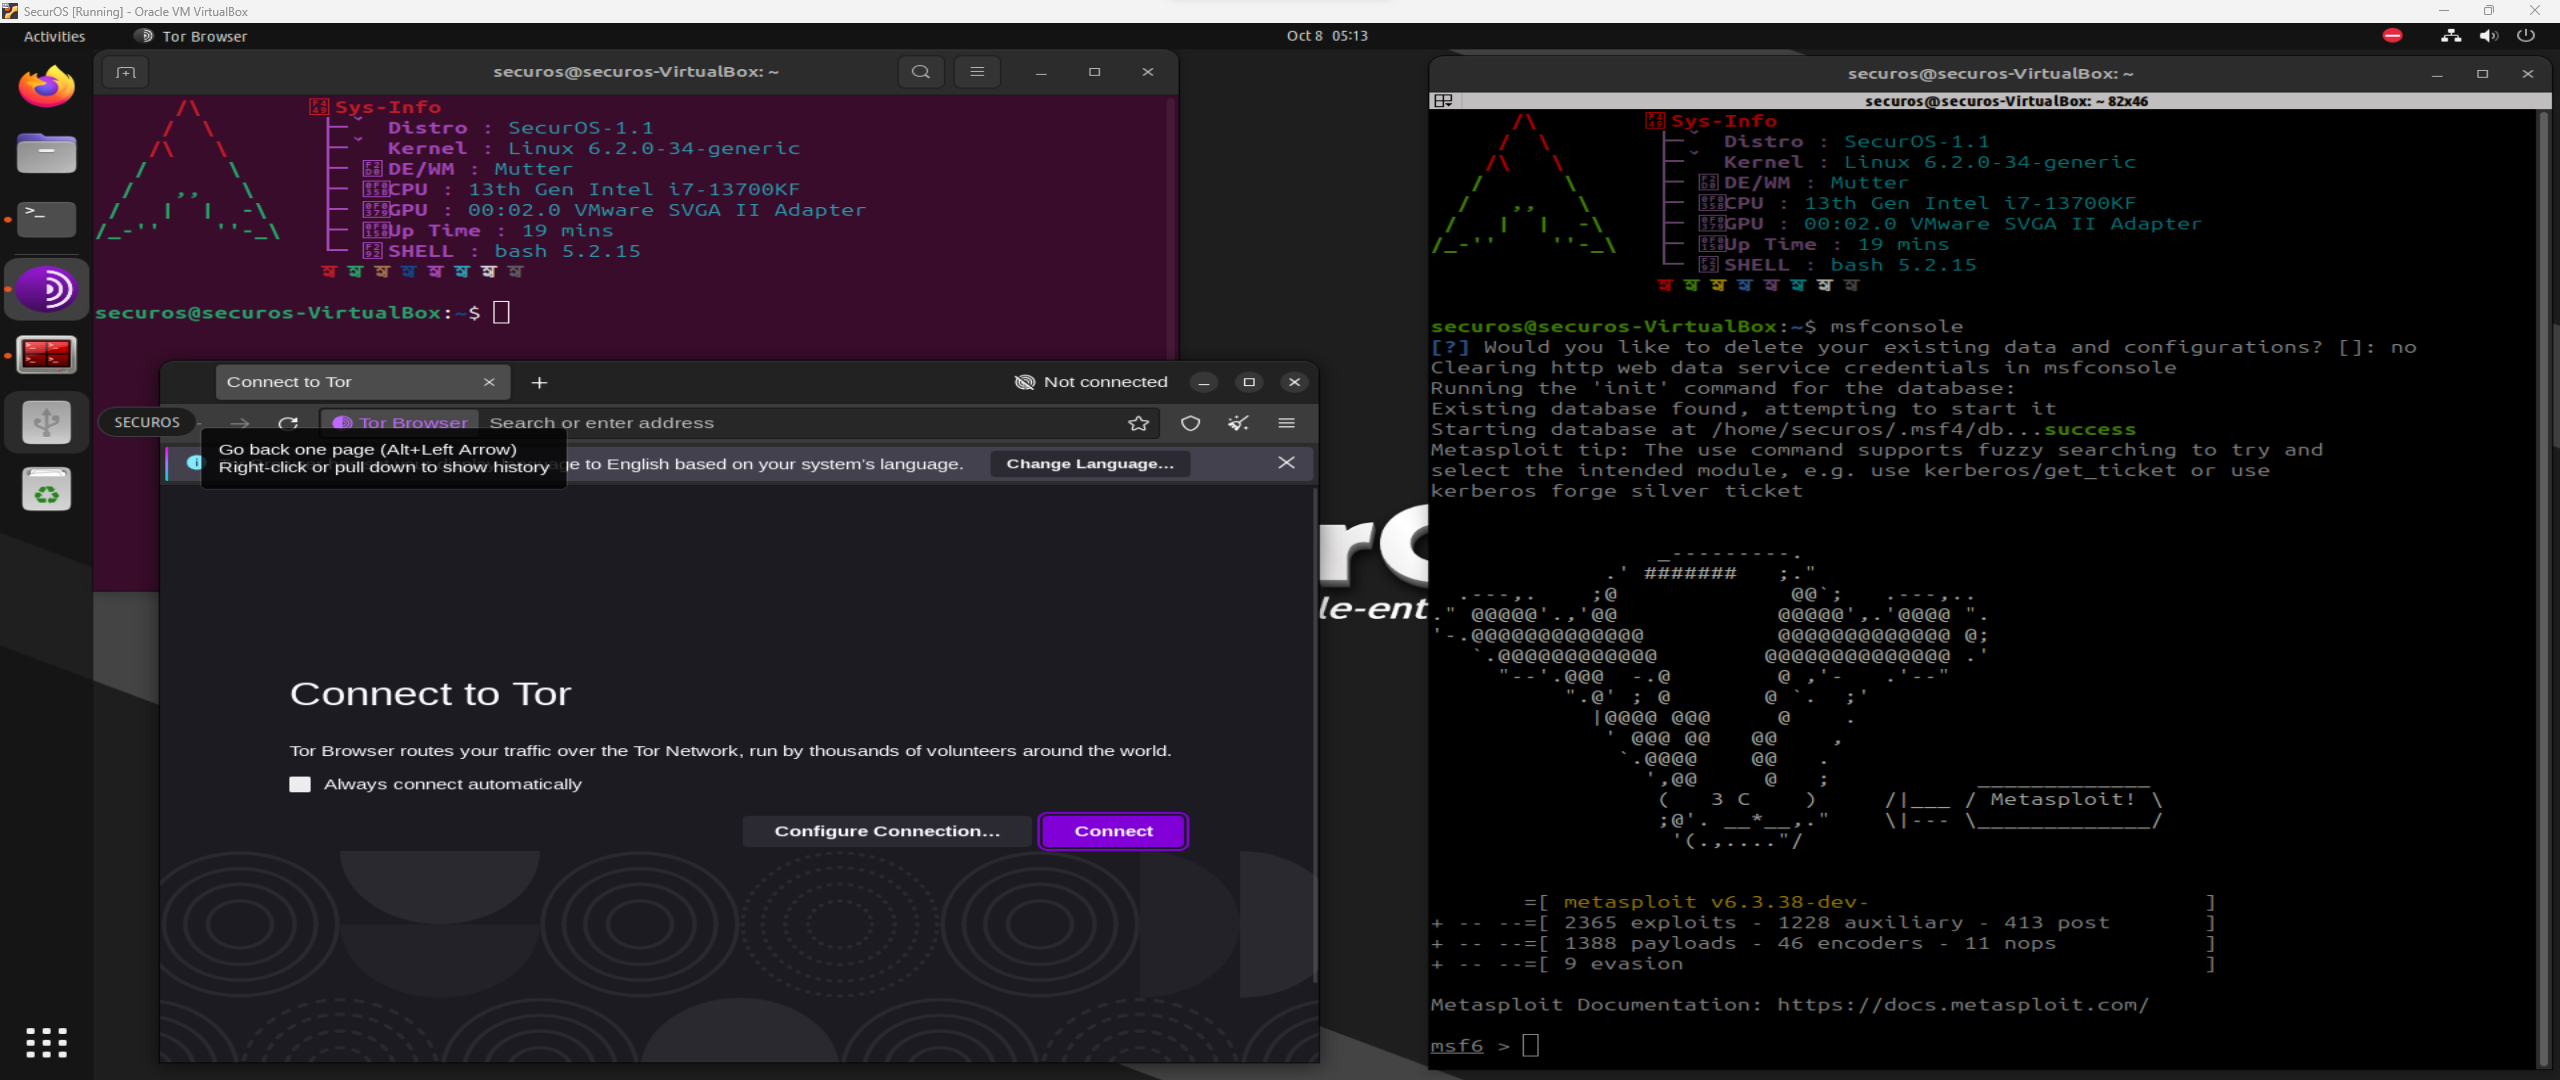 SecurOS [Running] - Oracle VM VirtualBox
Activities
Tor Browser
Oct 8 05:13
securos@securos-VirtualBox: ~
Sys-Info
Distro : SecurOS-1.1
Kernel : Linux 6.2.0-34-generic
DE/WM : Mutter
CPU : 13th Gen Intel i7-13700KF
GPU : 00:02.0 VMware SVGA II Adapter
Up Time : 19 mins
SHELL : bash 5.2.15
securos@securos-VirtualBox:~$
Connect to Tor
Not connected
SECUROS
Tor Browser
Search or enter address
Go back one page (Alt+Left Arrow)
Right-click or pull down to show history
e to English based on your system's language.
Change Language...
Connect to Tor
Tor Browser routes your traffic over the Tor Network, run by thousands of volunteers around the world.
Always connect automatically
Configure Connection...
Connect
le-ent
securos@securos-VirtualBox: ~
securos@securos-VirtualBox: ~ 82x46
Sys-Info
Distro : SecurOS-1.1
Kernel : Linux 6.2.0-34-generic
DE/WM : Mutter
CPU : 13th Gen Intel i7-13700KF
GPU : 00:02.0 VMware SVGA II Adapter
Up Time : 19 mins
SHELL : bash 5.2.15
securos@securos-VirtualBox:~$ msfconsole
[?] Would you like to delete your existing data and configurations? []: no
Clearing http web data service credentials in msfconsole
Running the 'init' command for the database:
Existing database found, attempting to start it
Starting database at /home/securos/.msf4/db...success
Metasploit tip: The use command supports fuzzy searching to try and
select the intended module, e.g. use kerberos/get_ticket or use
kerberos forge silver ticket
Metasploit!
=[ metasploit v6.3.38-dev- ]
+ -- --=[ 2365 exploits - 1228 auxiliary - 413 post ]
+ -- --=[ 1388 payloads - 46 encoders - 11 nops ]
+ -- --=[ 9 evasion ]
Metasploit Documentation: https://docs.metasploit.com/
msf6 >